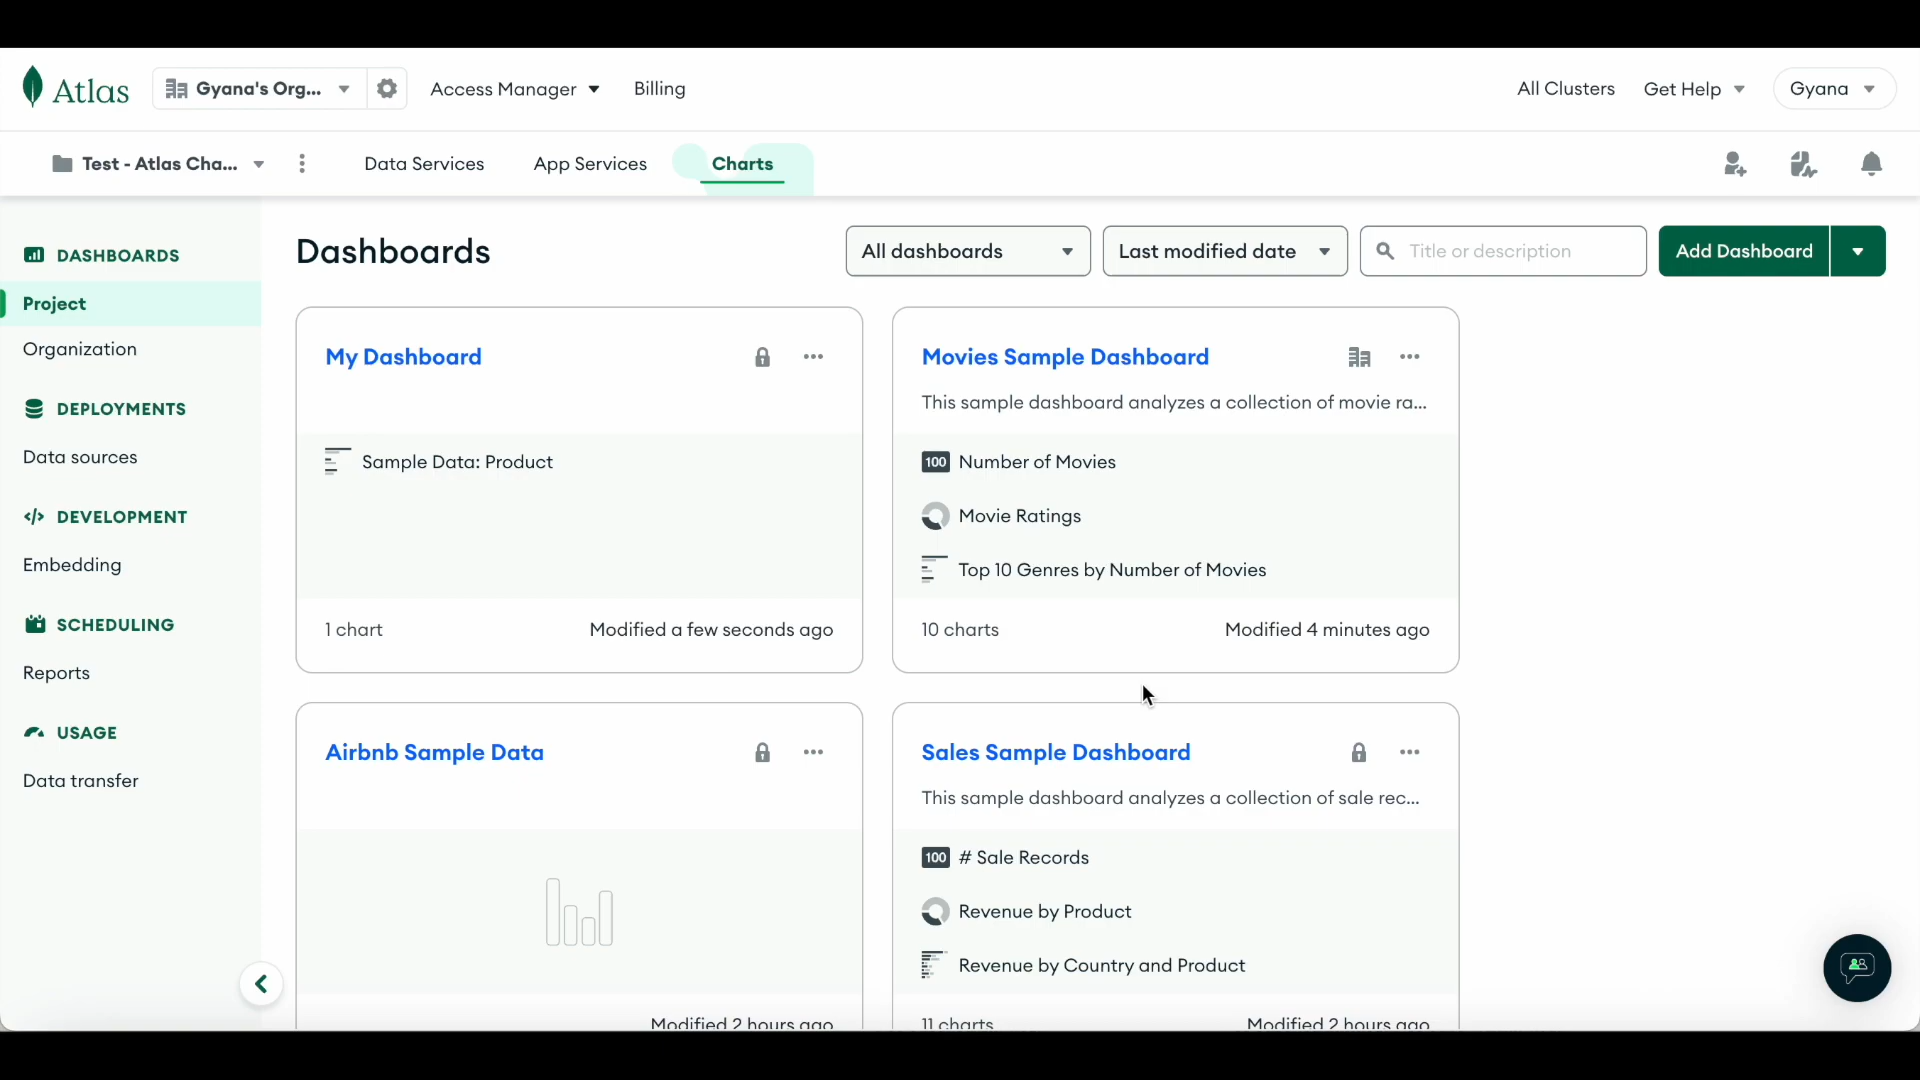 Atlas
Gyana's Org...
Access Manager
Billing
All Clusters
Get Help
Gyana
Test - Atlas Cha...
Data Services
App Services
Charts
DASHBOARDS
Project
Organization
DEPLOYMENTS
Data sources
DEVELOPMENT
Embedding
SCHEDULING
Reports
USAGE
Data transfer
Dashboards
All dashboards
Last modified date
Title or description
Add Dashboard
My Dashboard
Sample Data: Product
1 chart
Modified a few seconds ago
Movies Sample Dashboard
This sample dashboard analyzes a collection of movie ra...
100 Number of Movies
Movie Ratings
Top 10 Genres by Number of Movies
10 charts
Modified 4 minutes ago
Airbnb Sample Data
Modified 2 hours ago
Sales Sample Dashboard
This sample dashboard analyzes a collection of sale rec...
100 # Sale Records
Revenue by Product
Revenue by Country and Product
11 charts
Modified 2 hours ago